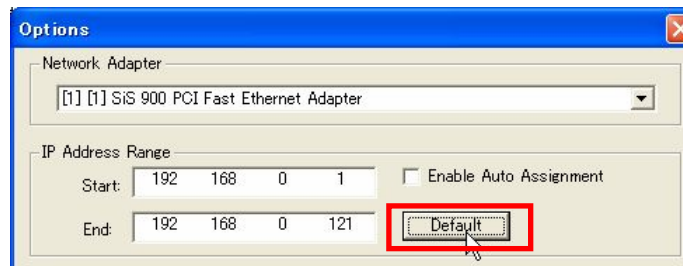 Options
Network Adapter
[1] [1] SiS 900 PCI Fast Ethernet Adapter
IP Address Range
Start: 192 168 0 1 Enable Auto Assignment
End: 192 168 0 121 Default